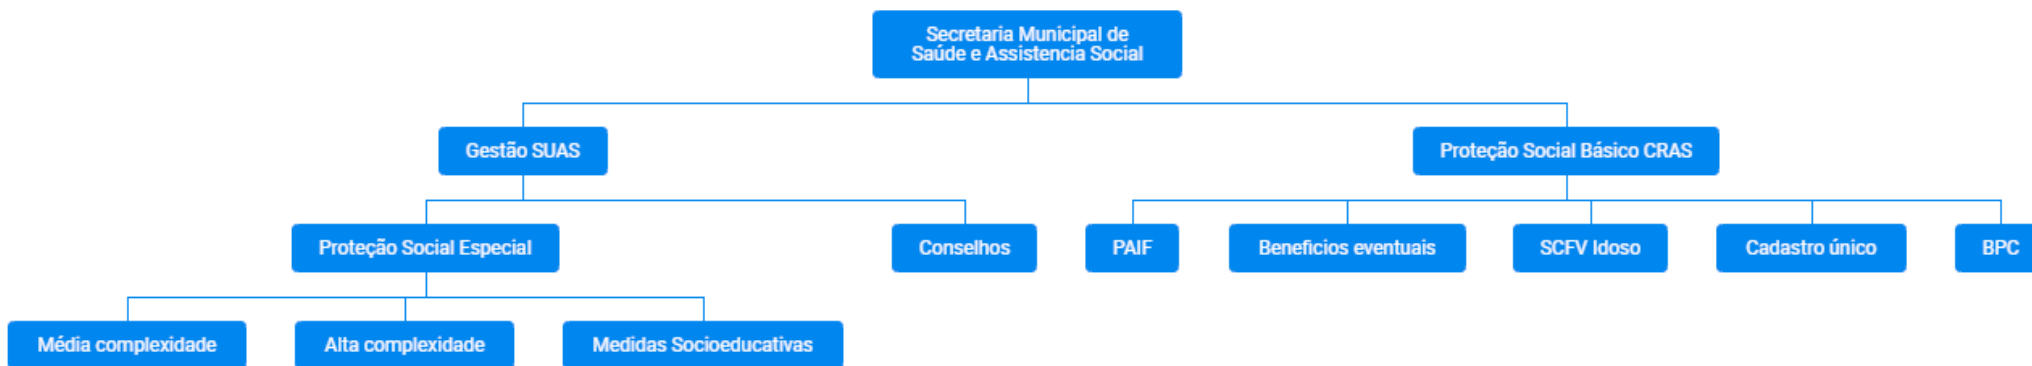 Secretaria Municipal de
Saúde e Assistencia Social
Gestão SUAS
Proteção Social Básico CRAS
Proteção Social Especial
Conselhos
PAIF
Beneficios eventuais
SCFV Idoso
Cadastro único
BPC
Média complexidade
Alta complexidade
Medidas Socioeducativas